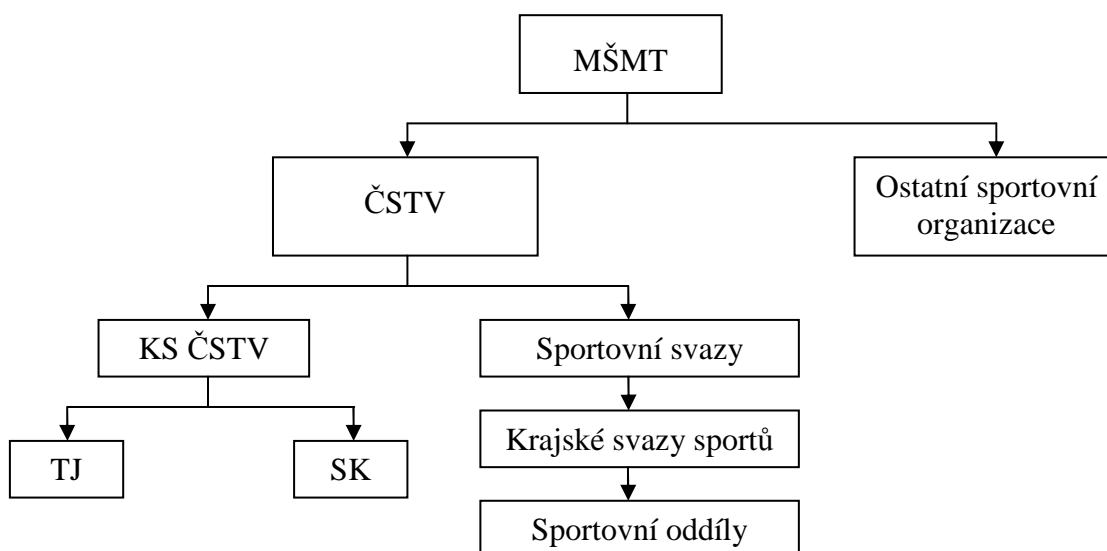 MŠMT
ČSTV
Ostatní sportovní
organizace
KS ČSTV
Sportovní svazy
TJ
SK
Krajské svazy sportů
Sportovní oddíly